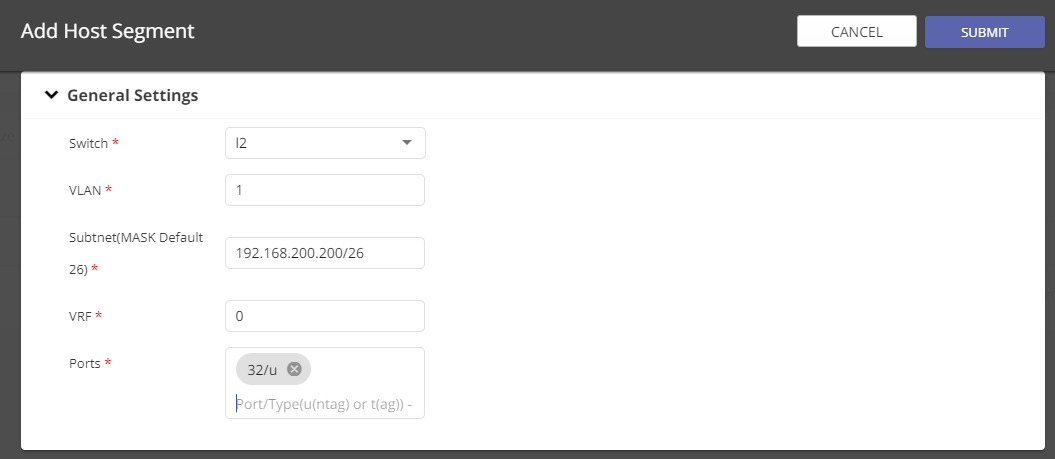 Add Host Segment
CANCEL
SUBMIT
General Settings
Switch *
l2
VLAN *
1
Subtnet(MASK Default
26) *
192.168.200.200/26
VRF *
0
Ports *
32/u
Port/Type(u(ntag) or t(ag)) -